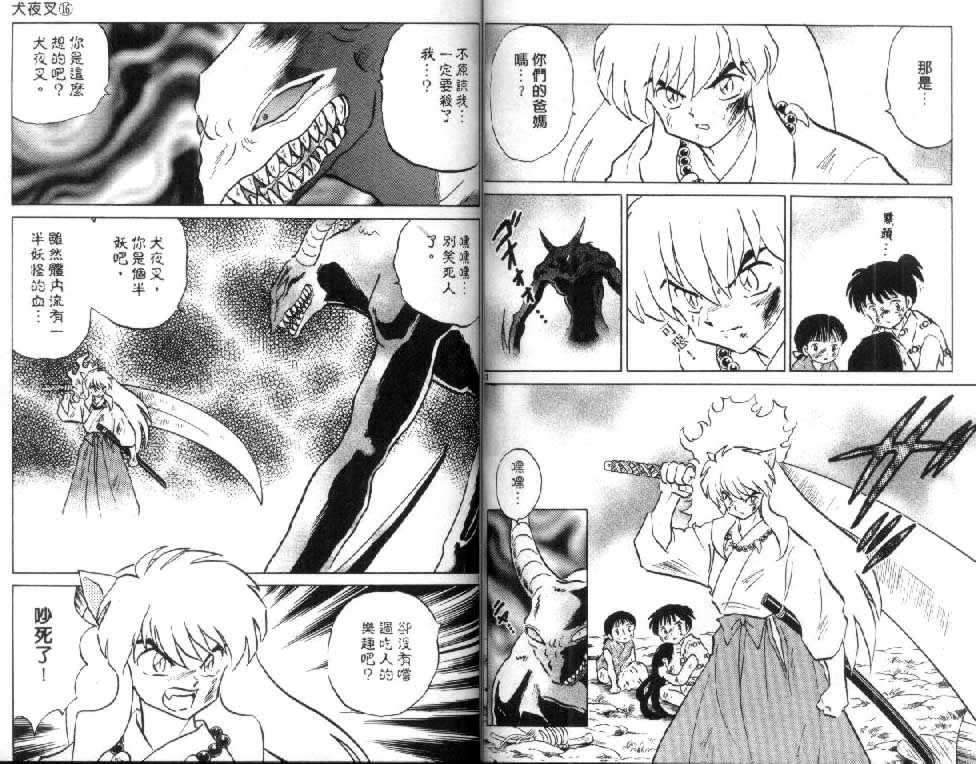 犬夜叉⑯
那是…
你們的爸媽
嗎…?
頭…
可
惡…!
ゴゴォ…
嘿
嘿…
不原諒我…
一定要殺了
我…?
你是這麼
想的吧?
犬夜叉。
嘿嘿嘿…
別笑死人
了。
犬夜叉,
你是個半
妖吧,
雖然體內流有一
半妖怪的血…
卻沒有嚐
過吃人的
樂趣吧?
吵死了!